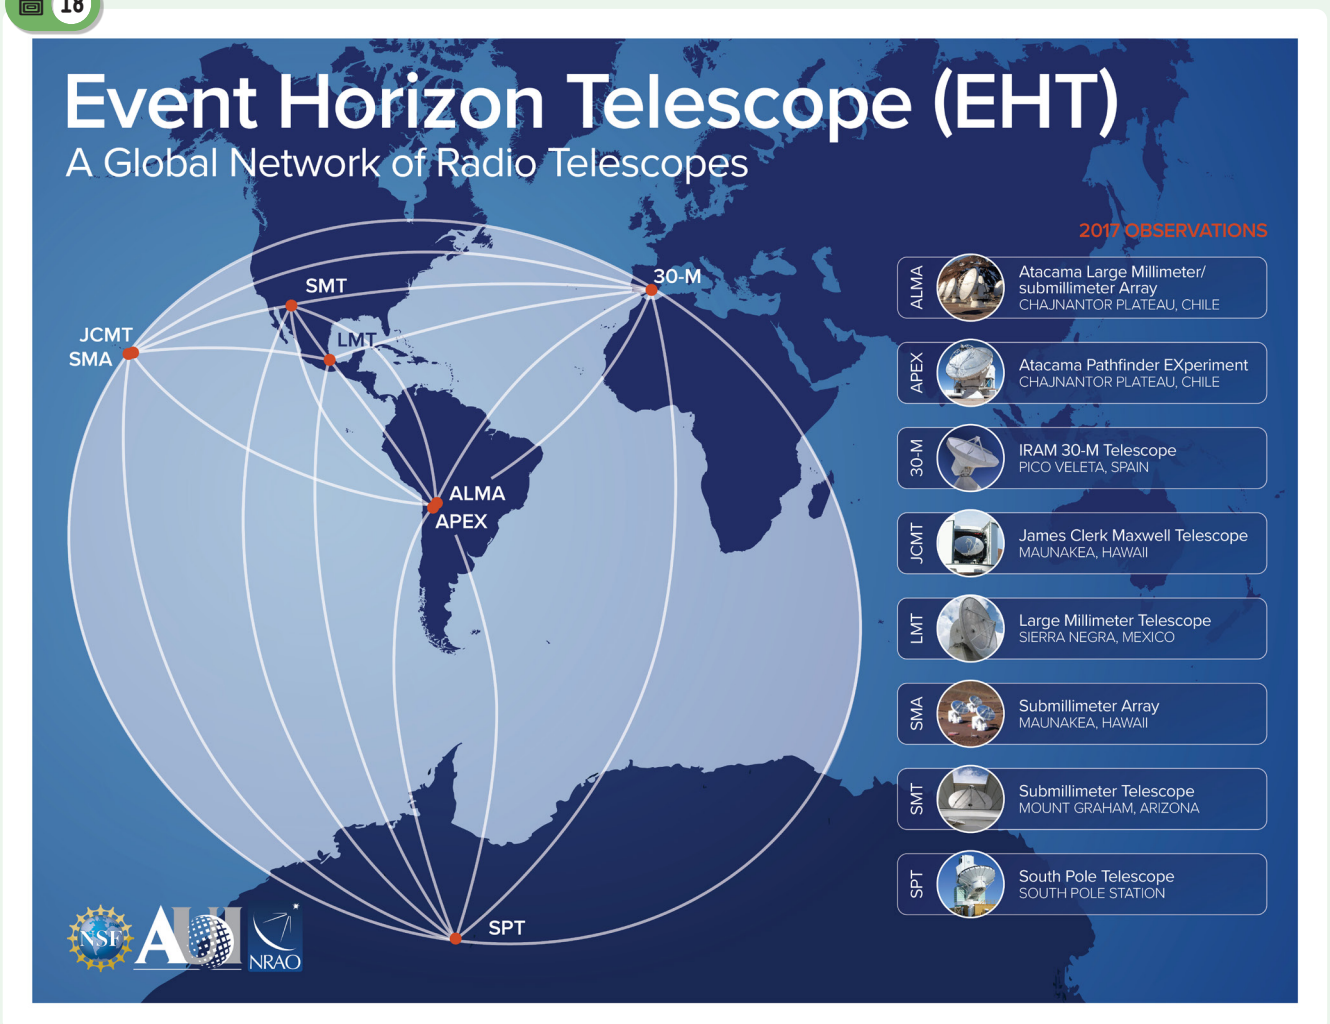 18
Event Horizon Telescope (EHT)
A Global Network of Radio Telescopes
2017 OBSERVATIONS
SMT
30-M
JCMT
SMA
LMT
ALMA
APEX
SPT
ALMA
Atacama Large Millimeter/
submillimeter Array
CHAJNANTOR PLATEAU, CHILE
APEX
Atacama Pathfinder EXperiment
CHAJNANTOR PLATEAU, CHILE
30-M
IRAM 30-M Telescope
PICO VELETA, SPAIN
JCMT
James Clerk Maxwell Telescope
MAUNAKEA, HAWAII
LMT
Large Millimeter Telescope
SIERRA NEGRA, MEXICO
SMA
Submillimeter Array
MAUNAKEA, HAWAII
SMT
Submillimeter Telescope
MOUNT GRAHAM, ARIZONA
SPT
South Pole Telescope
SOUTH POLE STATION
NSF
AUI
NRAO